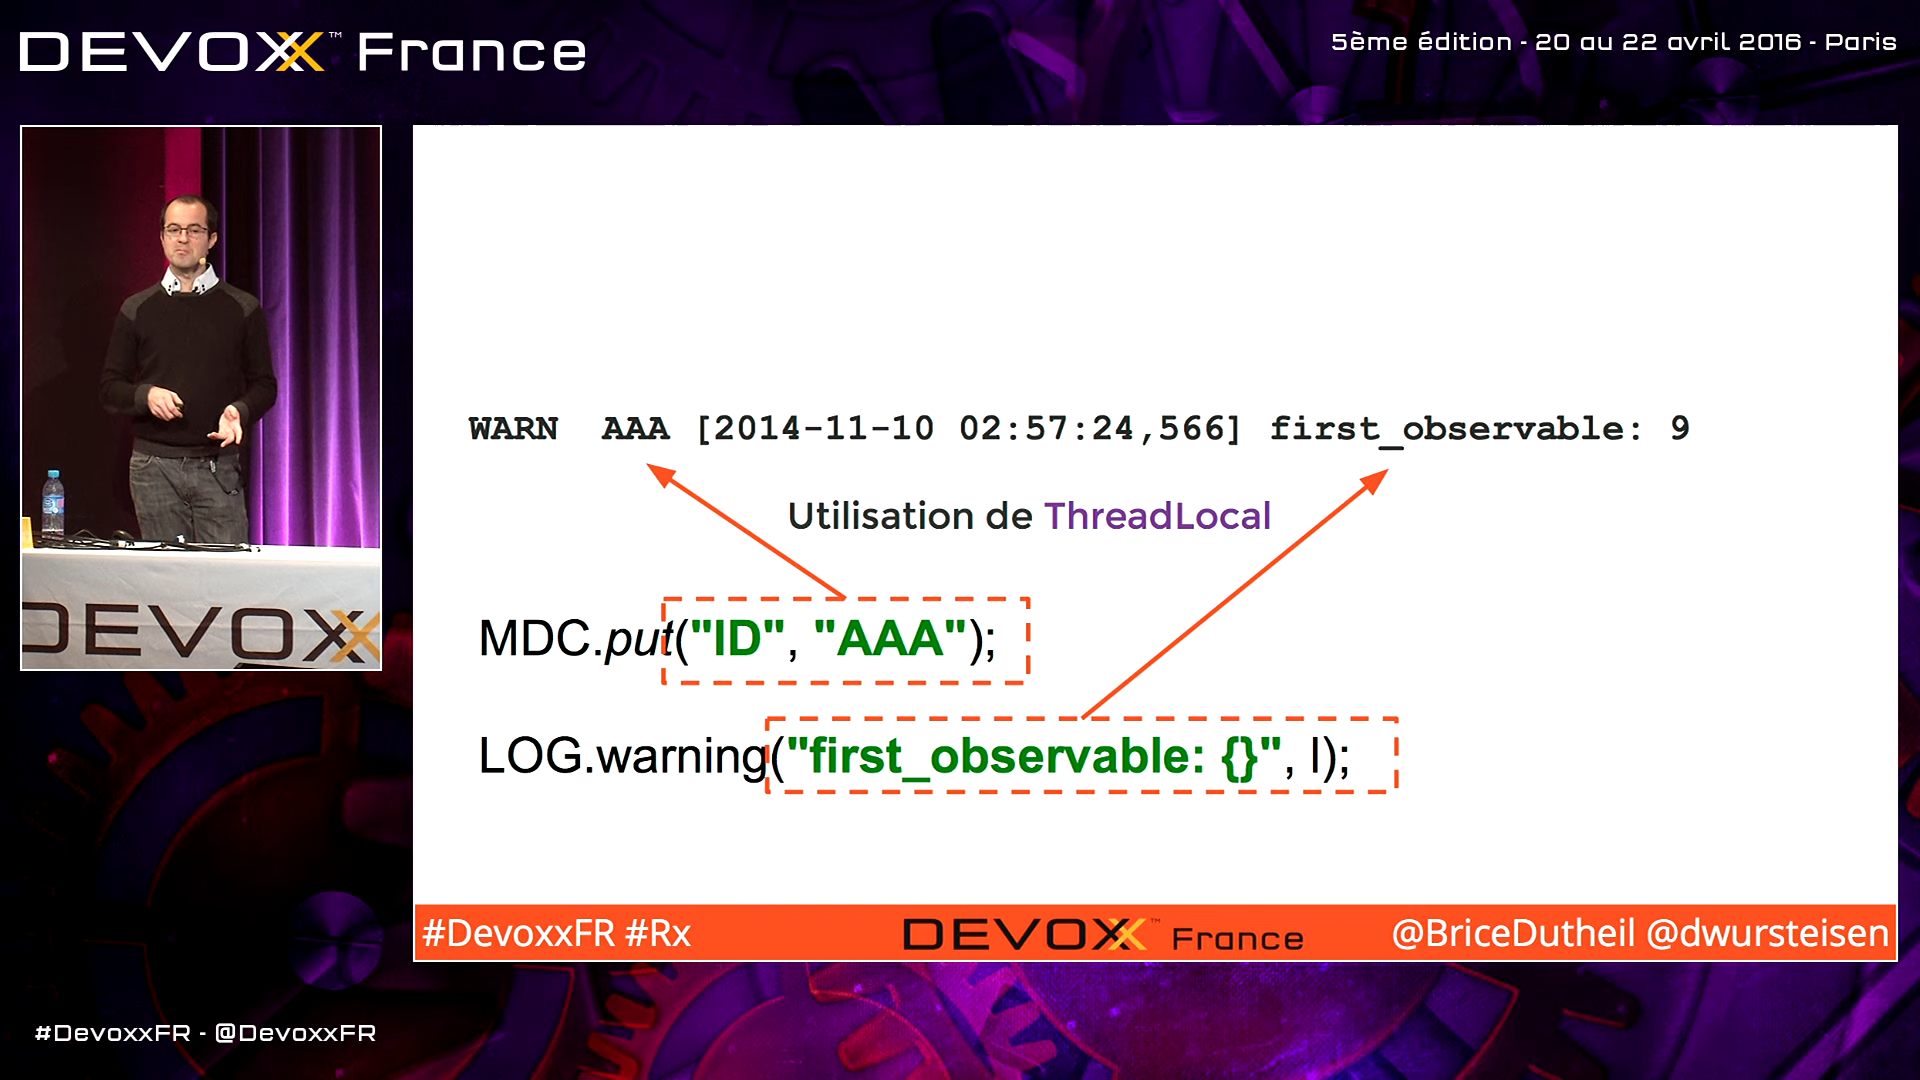 DEVOXX™ France
5ème édition - 20 au 22 avril 2016 - Paris
WARN  AAA [2014-11-10 02:57:24,566] first_observable: 9
Utilisation de ThreadLocal
MDC.put("ID", "AAA");
LOG.warning("first_observable: {}", l);
DEVOXX
#DevoxxFR #Rx
DEVOXX™ France
@BriceDutheil @dwursteisen
#DevoxxFR - @DevoxxFR